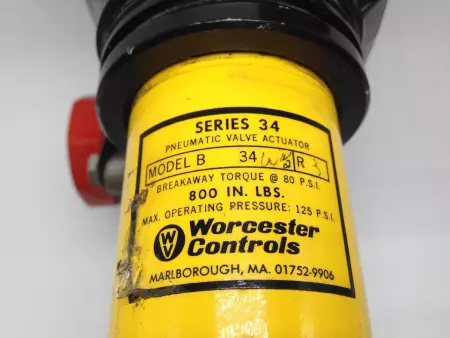 SERIES 34
PNEUMATIC VALVE ACTUATOR
MODEL B 34 R 3
BREAKAWAY TORQUE @ 80 P.S.I.
800 IN. LBS.
MAX. OPERATING PRESSURE: 125 P.S.I.
Worcester
Controls
MARLBOROUGH, MA. 01752-9906